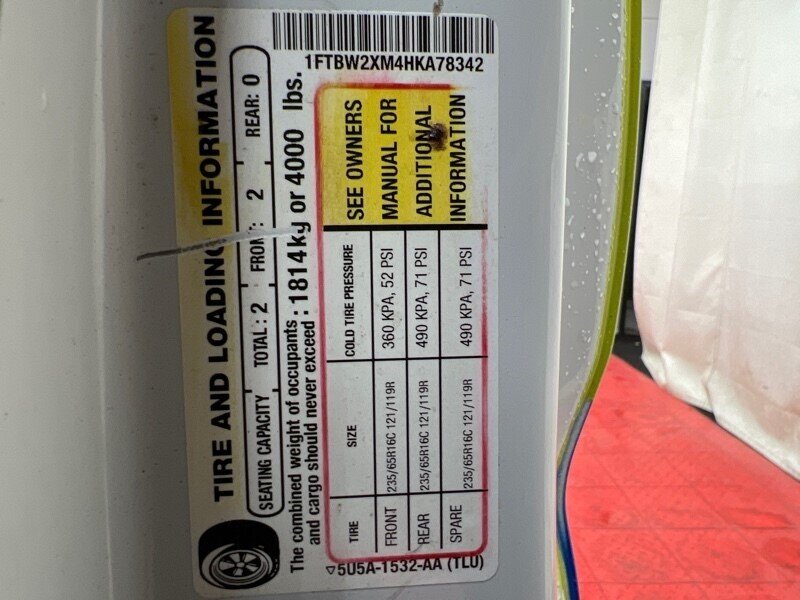 TIRE AND LOADING INFORMATION
SEATING CAPACITY TOTAL : 2 FRONT: 2 REAR: 0
The combined weight of occupants
and cargo should never exceed : 1814kg or 4000 lbs.
TIRE SIZE COLD TIRE PRESSURE SEE OWNERS
FRONT 235/65R16C 121/119R 360 KPA, 52 PSI MANUAL FOR
REAR 235/65R16C 121/119R 490 KPA, 71 PSI ADDITIONAL
SPARE 235/65R16C 121/119R 490 KPA, 71 PSI INFORMATION
5U5A-1532-AA (TLU)
1FTBW2XM4HKA78342